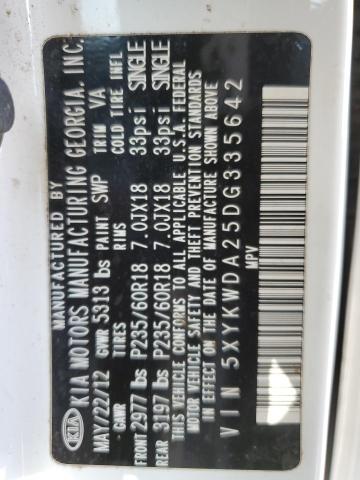 MANUFACTURED BY
KIA KIA MOTORS MANUFACTURING GEORGIA, INC.
MAY/22/12 GVWR 5313 lbs PAINT SWP TRIM VA
GAWR TIRES RIMS COLD TIRE INFL
FRONT 2977 lbs P235/60R18 7.0JX18 33psi SINGLE
REAR 3197 lbs P235/60R18 7.0JX18 33psi SINGLE
THIS VEHICLE CONFORMS TO ALL APPLICABLE U.S.A. FEDERAL
MOTOR VEHICLE SAFETY AND THEFT PREVENTION STANDARDS
IN EFFECT ON THE DATE OF MANUFACTURE SHOWN ABOVE
VIN 5XYKWDA25DG335642
MPV